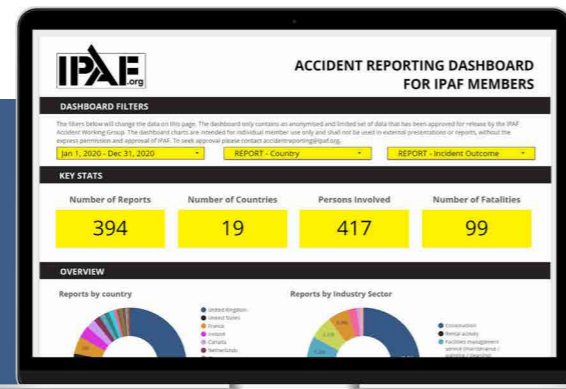 IPAF
.org
ACCIDENT REPORTING DASHBOARD
FOR IPAF MEMBERS
DASHBOARD FILTERS
The filters below will change the data on this page. The dashboard only contains an anonymised and limited set of data that has been approved for release by the IPAF
Accident Working Group. The dashboard charts are intended for individual member use only and shall not be used in external presentations or reports, without the
express permission and approval of IPAF. To seek approval please contact accidentreporting@ipaf.org.
Jan 1, 2020 - Dec 31, 2020
REPORT - Country
REPORT - Incident Outcome
KEY STATS
Number of Reports
Number of Countries
Persons Involved
Number of Fatalities
394
19
417
99
OVERVIEW
Reports by country
Reports by Industry Sector
United Kingdom
United States
France
Ireland
Canada
Netherlands
Construction
Rental activity
Facilities management